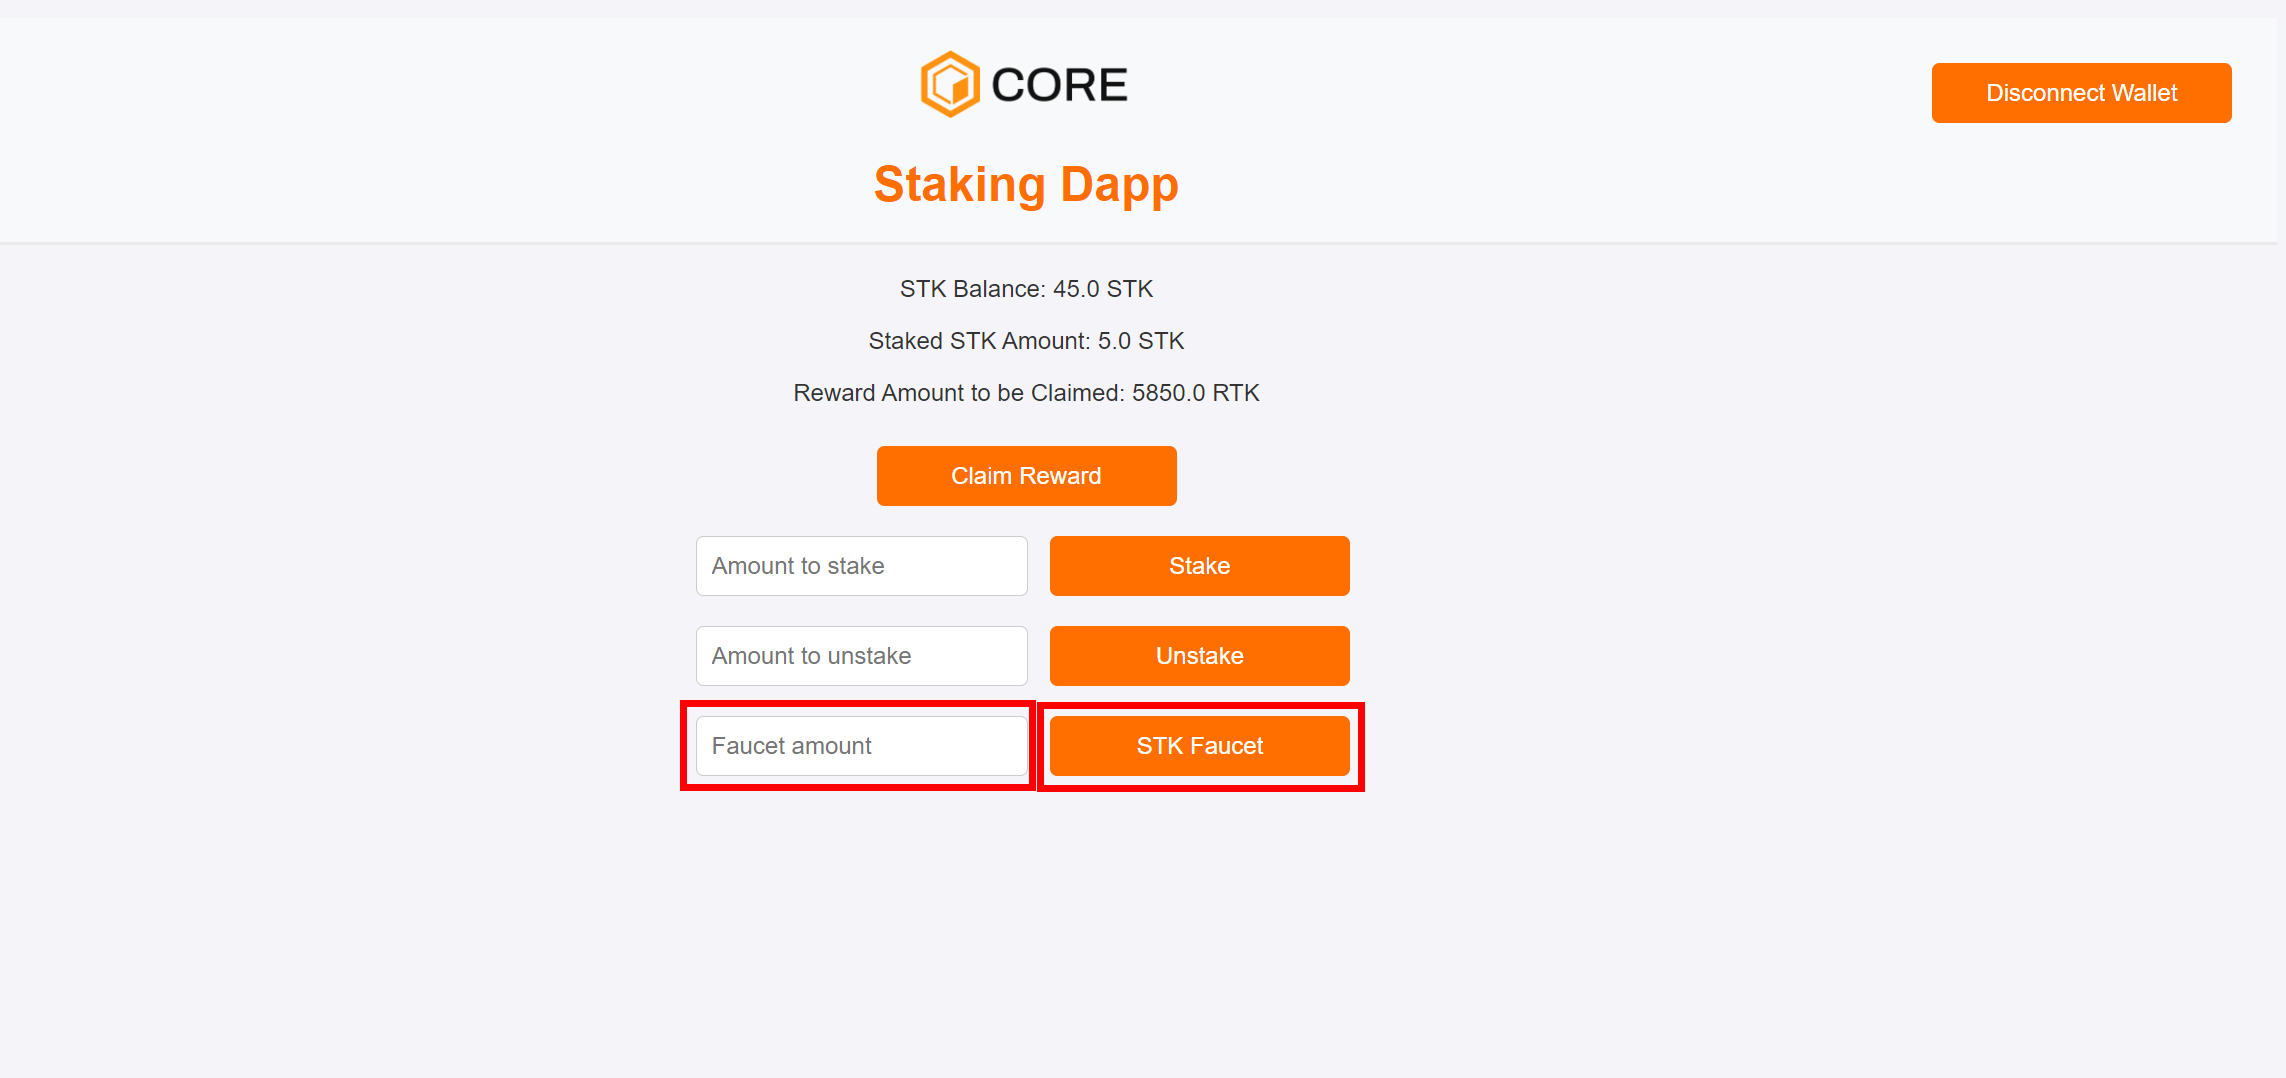 CORE
Disconnect Wallet
Staking Dapp
STK Balance: 45.0 STK
Staked STK Amount: 5.0 STK
Reward Amount to be Claimed: 5850.0 RTK
Claim Reward
Amount to stake
Stake
Amount to unstake
Unstake
Faucet amount
STK Faucet